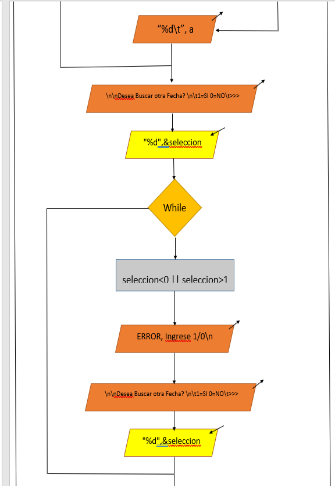 "%d\t", a
\n\nDesea Buscar otra Fecha? \n\t1=SI 0=NO\t>>>
"%d",&seleccion
While
seleccion<0 || seleccion>1
ERROR, Ingrese 1/0\n
\n\nDesea Buscar otra Fecha? \n\t1=SI 0=NO\t>>>
"%d",&seleccion